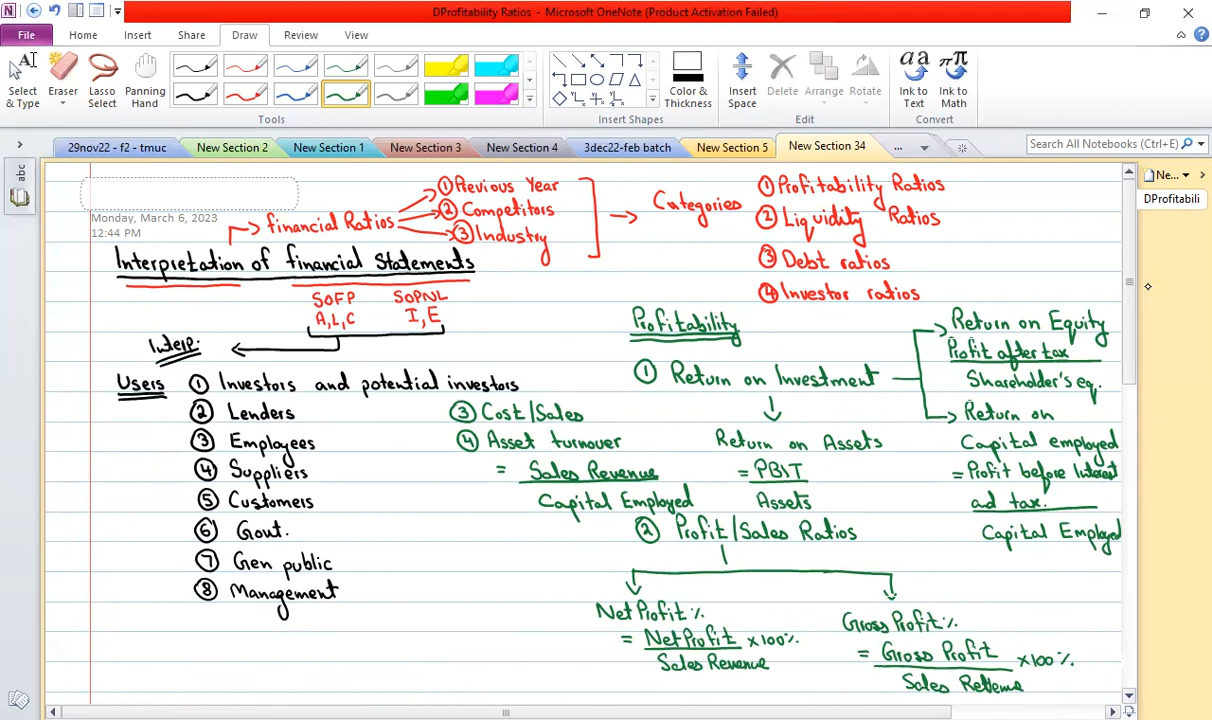 DProfitability Ratios - Microsoft OneNote (Product Activation Failed)
File Home Insert Share Draw Review View
Select & Type
Eraser
Lasso Select
Panning Hand
Color & Thickness
Insert Space
Delete
Arrange
Rotate
Ink to Text
Ink to Math
Tools
Insert Shapes
Edit
Convert
29nov22 - f2 - tmuc New Section 2 New Section 1 New Section 3 New Section 4 3dec22-feb batch New Section 5 New Section 34 ... Search All Notebooks (Ctrl+E)
abc
Ne...
DProfitabili
Monday, March 6, 2023
12:44 PM
financial Ratios
① Previous Year
② Competitors
③ Industry
Categories
① Profitability Ratios
② Liquidity Ratios
③ Debt ratios
④ Investor ratios
Interpretation of financial Statements
SOFP SOPNL
A,L,C I,E
Interp.
Users ① Investors and potential investors
② Lenders
③ Employees
④ Suppliers
⑤ Customers
⑥ Govt.
⑦ Gen public
⑧ Management
Profitability
① Return on Investment
Return on Equity
Profit after tax
Shareholder's eq.
Return on
Capital employed
= Profit before Interest
ad tax.
Capital Employed
Return on Assets
= PBIT
Assets
③ Cost/Sales
④ Asset turnover
= Sales Revenue
Capital Employed
② Profit/Sales Ratios
Net Profit %
= Net Profit x100%
Sales Revenue
Gross Profit %
= Gross Profit x100%
Sales